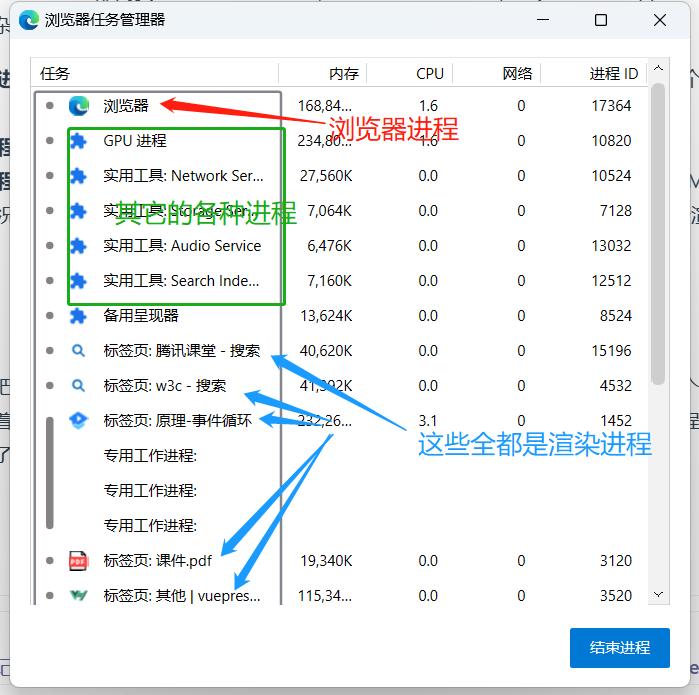 浏览器任务管理器
任务 内存 CPU 网络 进程 ID
浏览器 168,84... 1.6 0 17364
浏览器进程
GPU 进程 234,80... 1.6 0 10820
实用工具: Network Ser... 27,560K 0.0 0 10524
实用工具: Storage Ser... 7,064K 0.0 0 7128
其它的各种进程
实用工具: Audio Service 6,476K 0.0 0 13032
实用工具: Search Inde... 7,160K 0.0 0 12512
备用呈现器 13,624K 0.0 0 8524
标签页: 腾讯课堂 - 搜索 40,620K 0.0 0 15196
标签页: w3c - 搜索 41,392K 0.0 0 4532
标签页: 原理-事件循环 232,26... 3.1 0 1452
这些全都是渲染进程
专用工作进程:
专用工作进程:
专用工作进程:
标签页: 课件.pdf 19,340K 0.0 0 3120
标签页: 其他 | vuepres... 115,34... 0.0 0 3520
结束进程